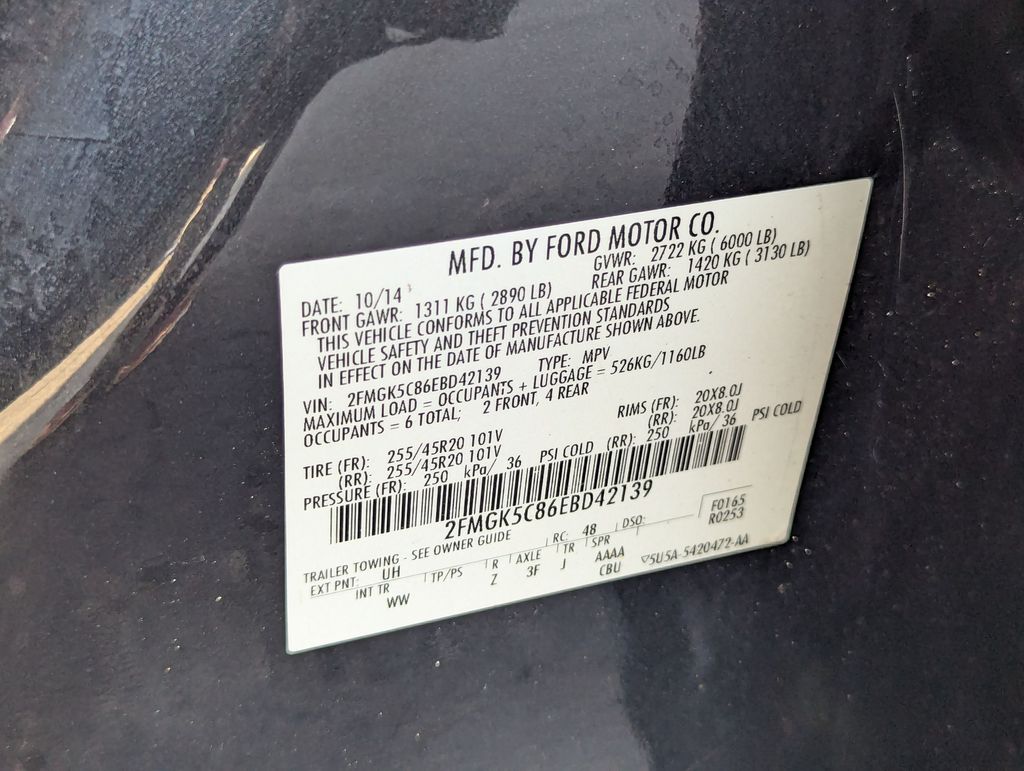 MFD. BY FORD MOTOR CO.
DATE: 10/14 GVWR: 2722 KG ( 6000 LB)
FRONT GAWR: 1311 KG ( 2890 LB) REAR GAWR: 1420 KG ( 3130 LB)
THIS VEHICLE CONFORMS TO ALL APPLICABLE FEDERAL MOTOR
VEHICLE SAFETY AND THEFT PREVENTION STANDARDS
IN EFFECT ON THE DATE OF MANUFACTURE SHOWN ABOVE.
VIN: 2FMGK5C86EBD42139 TYPE: MPV
MAXIMUM LOAD = OCCUPANTS + LUGGAGE = 526KG/1160LB
OCCUPANTS = 6 TOTAL; 2 FRONT, 4 REAR
TIRE (FR): 255/45R20 101V RIMS (FR): 20X8.0J
(RR): 255/45R20 101V (RR): 20X8.0J
PRESSURE (FR): 250 kPa/ 36 PSI COLD (RR): 250 kPa/ 36 PSI COLD
2FMGK5C86EBD42139
TRAILER TOWING - SEE OWNER GUIDE
F0165
R0253
EXT PNT: UH RC: 48 DSO:
INT TR TP/PS R AXLE TR SPR
WW Z 3F J AAAA
CBU
▽5U5A-5420472-AA